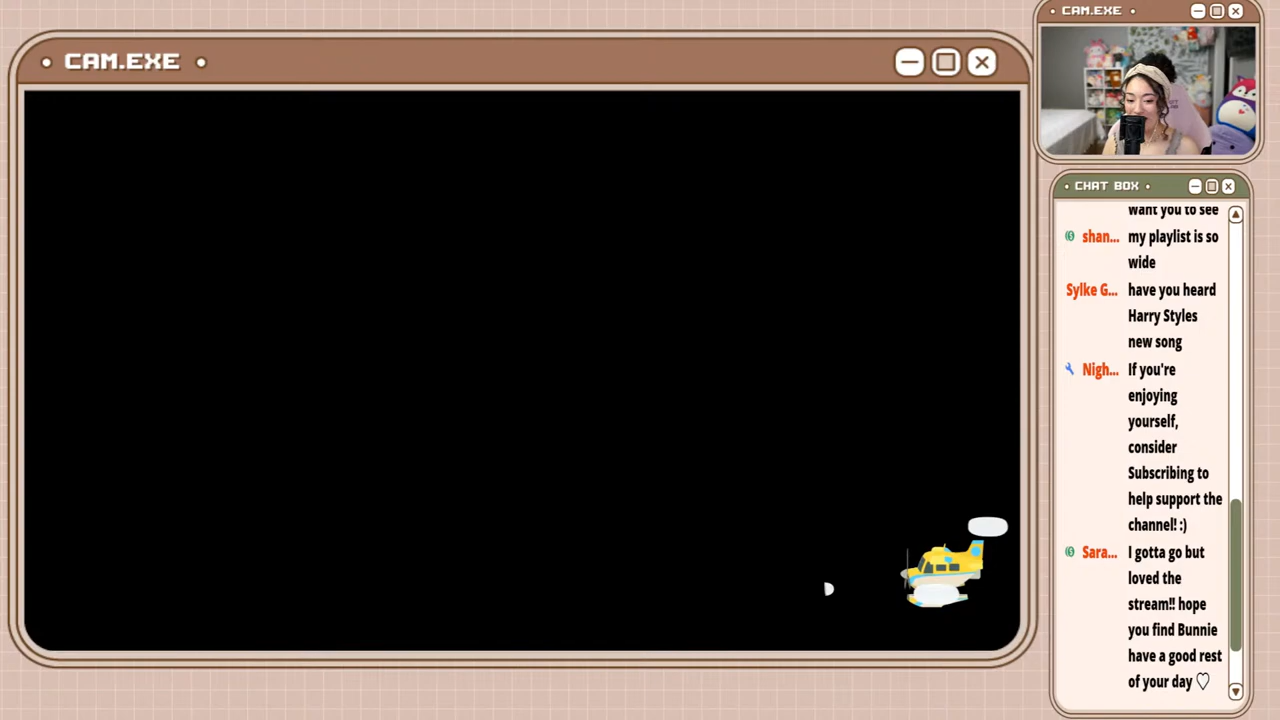 CAM.EXE
CAM.EXE
CHAT BOX
want you to see
shan... my playlist is so
wide
Sylke G... have you heard
Harry Styles
new song
Nigh... If you're
enjoying
yourself,
consider
Subscribing to
help support the
channel! :)
Sara... I gotta go but
loved the
stream!! hope
you find Bunnie
have a good rest
of your day ♡